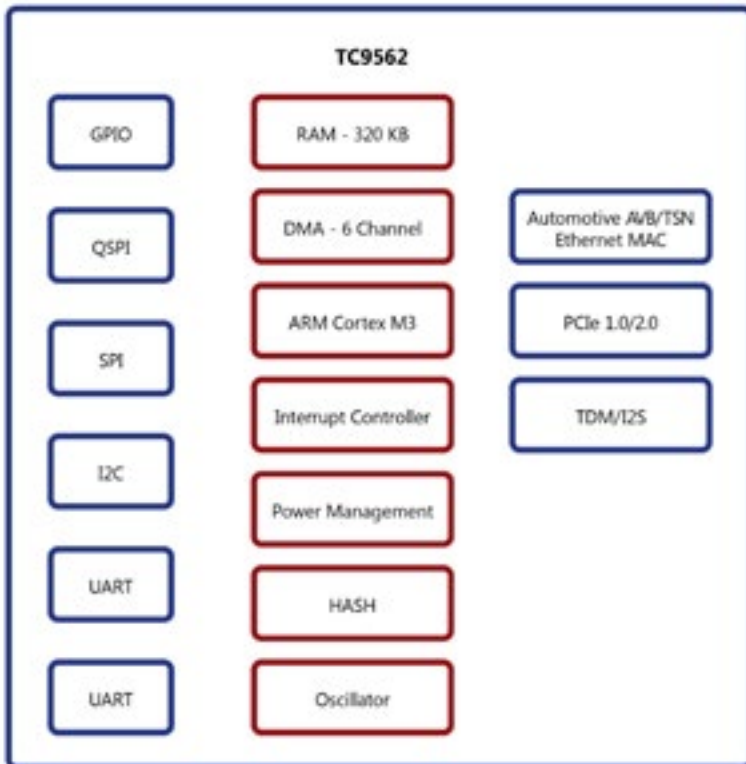 TC9562
GPIO
QSPI
SPI
I2C
UART
UART
RAM - 320 KB
DMA - 6 Channel
ARM Cortex M3
Interrupt Controller
Power Management
HASH
Oscillator
Automotive AVB/TSN
Ethernet MAC
PCIe 1.0/2.0
TDM/I2S